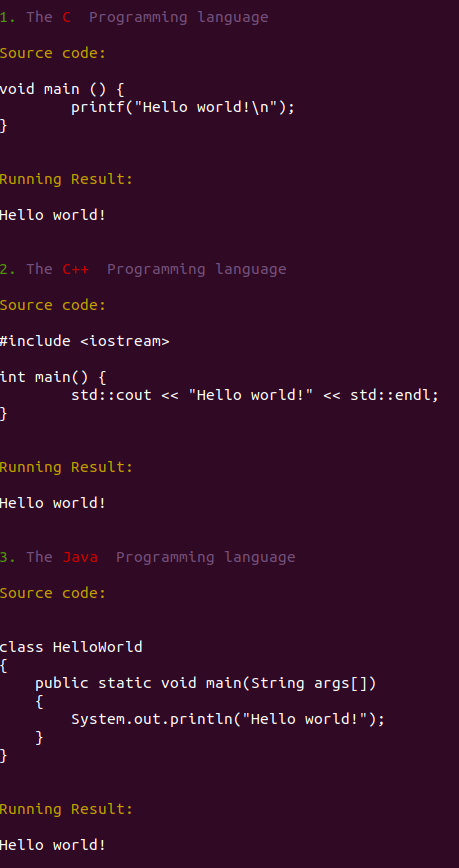 1. The C  Programming language
Source code:
void main () {
        printf("Hello world!\n");
}
Running Result:
Hello world!
2. The C++  Programming language
Source code:
#include <iostream>
int main() {
        std::cout << "Hello world!" << std::endl;
}
Running Result:
Hello world!
3. The Java  Programming language
Source code:
class HelloWorld
{
    public static void main(String args[])
    {
        System.out.println("Hello world!");
    }
}
Running Result:
Hello world!